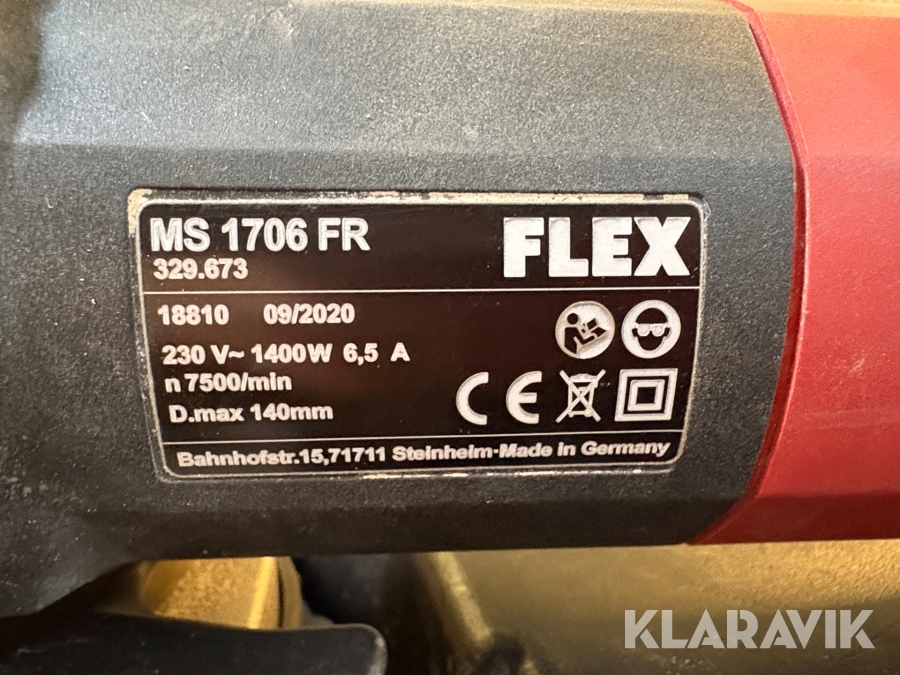 MS 1706 FR
FLEX
329.673
18810 09/2020
230 V~ 1400W 6,5 A
n 7500/min
D.max 140mm
CE
Bahnhofstr.15,71711 Steinheim-Made in Germany
KLARAVIK